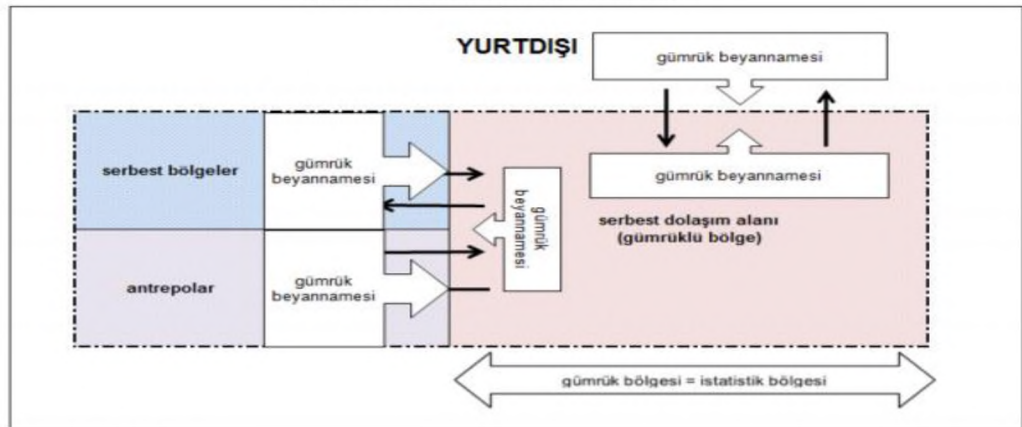 YURTDIŞI
gümrük beyannamesi
serbest bölgeler
gümrük
beyannamesi
gümrük
beyannamesi
gümrük beyannamesi
serbest dolaşım alanı
(gümrüklü bölge)
antrepolar
gümrük
beyannamesi
gümrük bölgesi = istatistik bölgesi